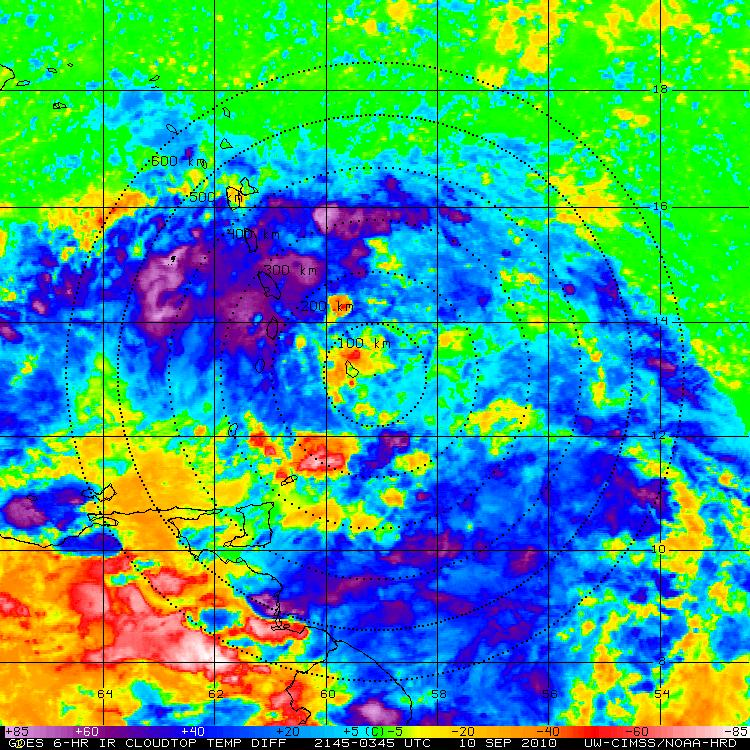 18
600 km
500 km
16
400 km
300 km
200 km
14
100 km
12
10
8
64 62 60 58 56 54
+85 +60 +40 +20 +5 (C) -5 -20 -40 -60 -85
GOES 6-HR IR CLOUDTOP TEMP DIFF 2145-0345 UTC 10 SEP 2010 UW-CIMSS/NOAA-HRD